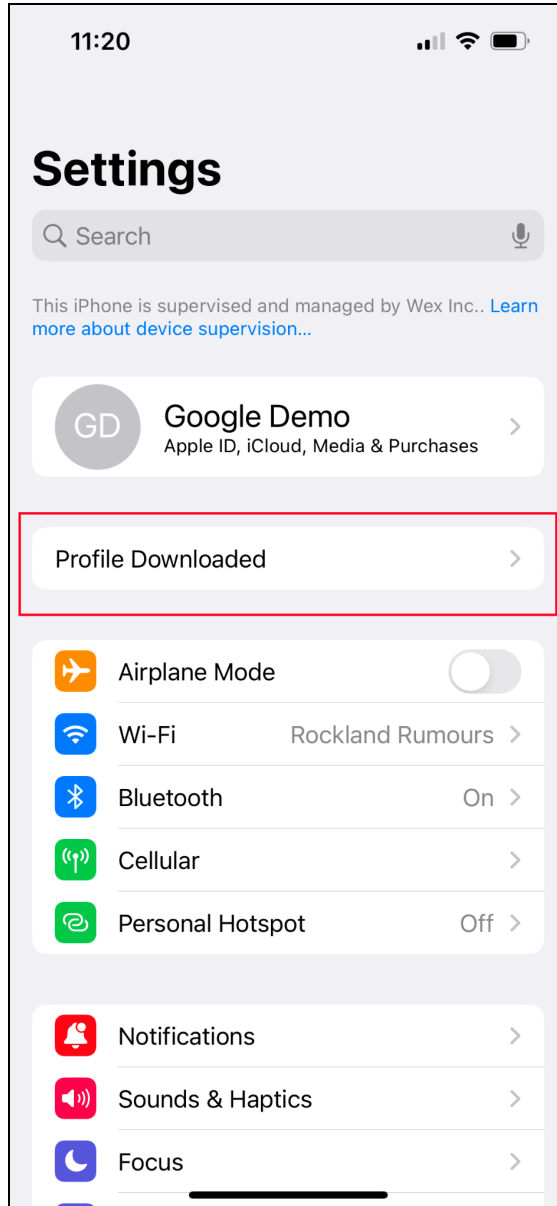 11:20
Settings
Search
This iPhone is supervised and managed by Wex Inc.. Learn
more about device supervision...
GD
Google Demo
Apple ID, iCloud, Media & Purchases
Profile Downloaded
Airplane Mode
Wi-Fi Rockland Rumours
Bluetooth On
Cellular
Personal Hotspot Off
Notifications
Sounds & Haptics
Focus